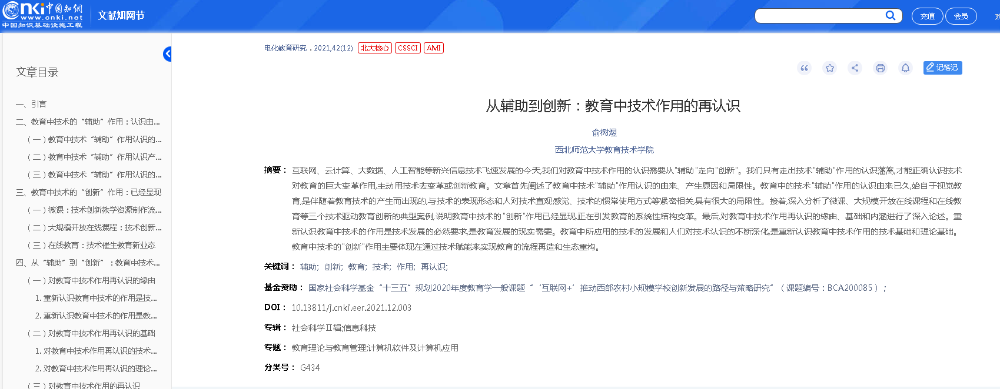 cnki中国知网
www.cnki.net
中国知识基础设施工程
文献知网节
充值
会员
文章目录
一、引言
二、教育中技术的“辅助”作用：认识由...
（一）教育中技术“辅助”作用认识的...
（二）教育中技术“辅助”作用认识产...
（三）教育中技术“辅助”作用认识的...
三、教育中技术的“创新”作用：已经显现
（一）微课：技术创新教学资源制作流...
（二）大规模开放在线课程：技术创新...
（三）在线教育：技术催生教育新业态
四、从“辅助”到“创新”：教育中技术...
（一）对教育中技术作用再认识的缘由
1. 重新认识教育中技术的作用是技...
2. 重新认识教育中技术的作用是教...
（二）对教育中技术作用再认识的基础
1. 对教育中技术作用再认识的技术...
2. 对教育中技术作用再认识的理论...
（三）对教育中技术作用的再认识
电化教育研究 . 2021,42(12) 北大核心 CSSCI AMI
记笔记
从辅助到创新：教育中技术作用的再认识
俞树煜
西北师范大学教育技术学院
摘要： 互联网、云计算、大数据、人工智能等新兴信息技术飞速发展的今天,我们对教育中技术作用的认识需要从"辅助"走向"创新"。我们只有走出技术"辅助"作用的认识藩篱,才能正确认识技术
对教育的巨大变革作用,主动用技术去变革或创新教育。文章首先阐述了教育中技术"辅助"作用认识的由来、产生原因和局限性。教育中的技术"辅助"作用的认识由来已久,始自于视觉教
育,是伴随着教育技术的产生而出现的,与技术的表现形态和人对技术直观感觉、技术的惯常使用方式等紧密相关,具有很大的局限性。接着,深入分析了微课、大规模开放在线课程和在线教
育等三个技术驱动教育创新的典型案例,说明教育中技术的"创新"作用已经显现,正在引发教育的系统性结构变革。最后,对教育中技术作用再认识的缘由、基础和内涵进行了深入论述。重
新认识教育中技术的作用是技术发展的必然要求,是教育发展的现实需要。教育中所应用的技术的发展和人们对技术认识的不断深化,是重新认识教育中技术作用的技术基础和理论基础。
教育中技术的"创新"作用主要体现在通过技术赋能来实现教育的流程再造和生态重构。
关键词： 辅助; 创新; 教育; 技术; 作用; 再认识;
基金资助： 国家社会科学基金“十三五”规划2020年度教育学一般课题“‘互联网+’推动西部农村小规模学校创新发展的路径与策略研究”（课题编号：BCA200085）；
DOI： 10.13811/j.cnki.eer.2021.12.003
专辑： 社会科学Ⅱ辑;信息科技
专题： 教育理论与教育管理;计算机软件及计算机应用
分类号： G434